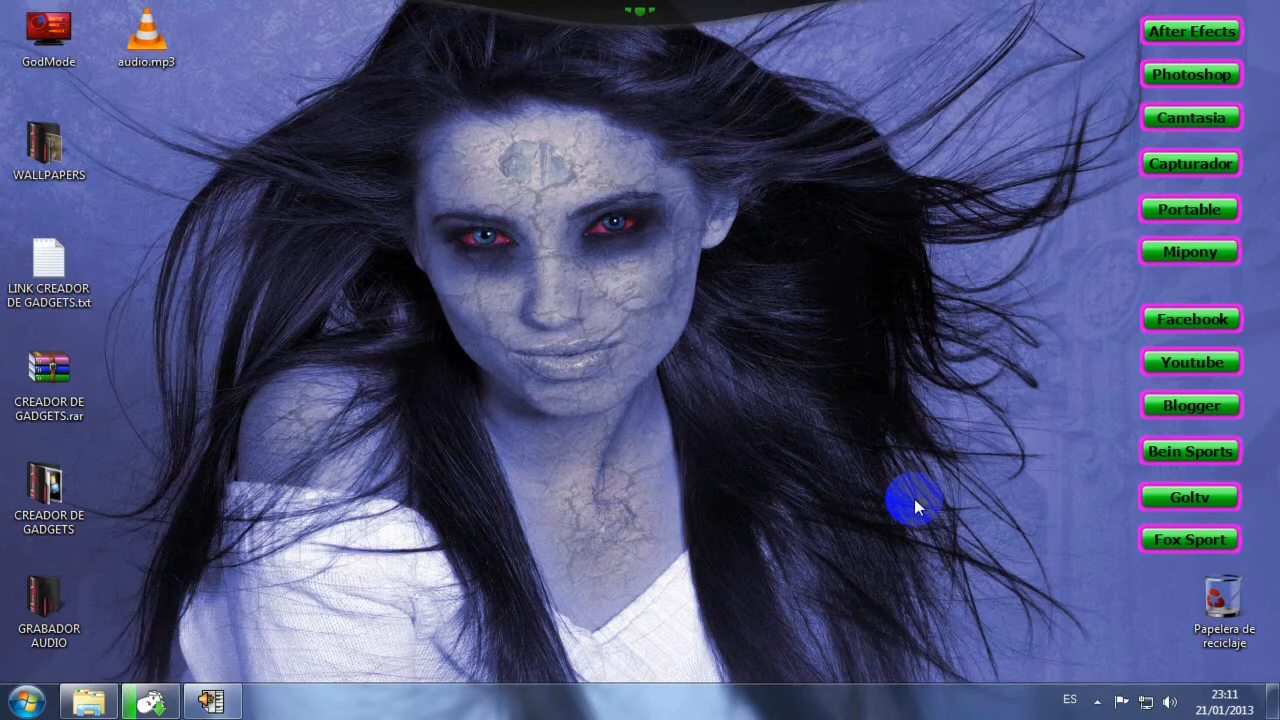 GodMode
audio.mp3
WALLPAPERS
LINK CREADOR
DE GADGETS.txt
CREADOR DE
GADGETS.rar
CREADOR DE
GADGETS
GRABADOR
AUDIO
After Efects
Photoshop
Camtasia
Capturador
Portable
Mipony
Facebook
Youtube
Blogger
Bein Sports
Goltv
Fox Sport
Papelera de
reciclaje
ES
23:11
21/01/2013